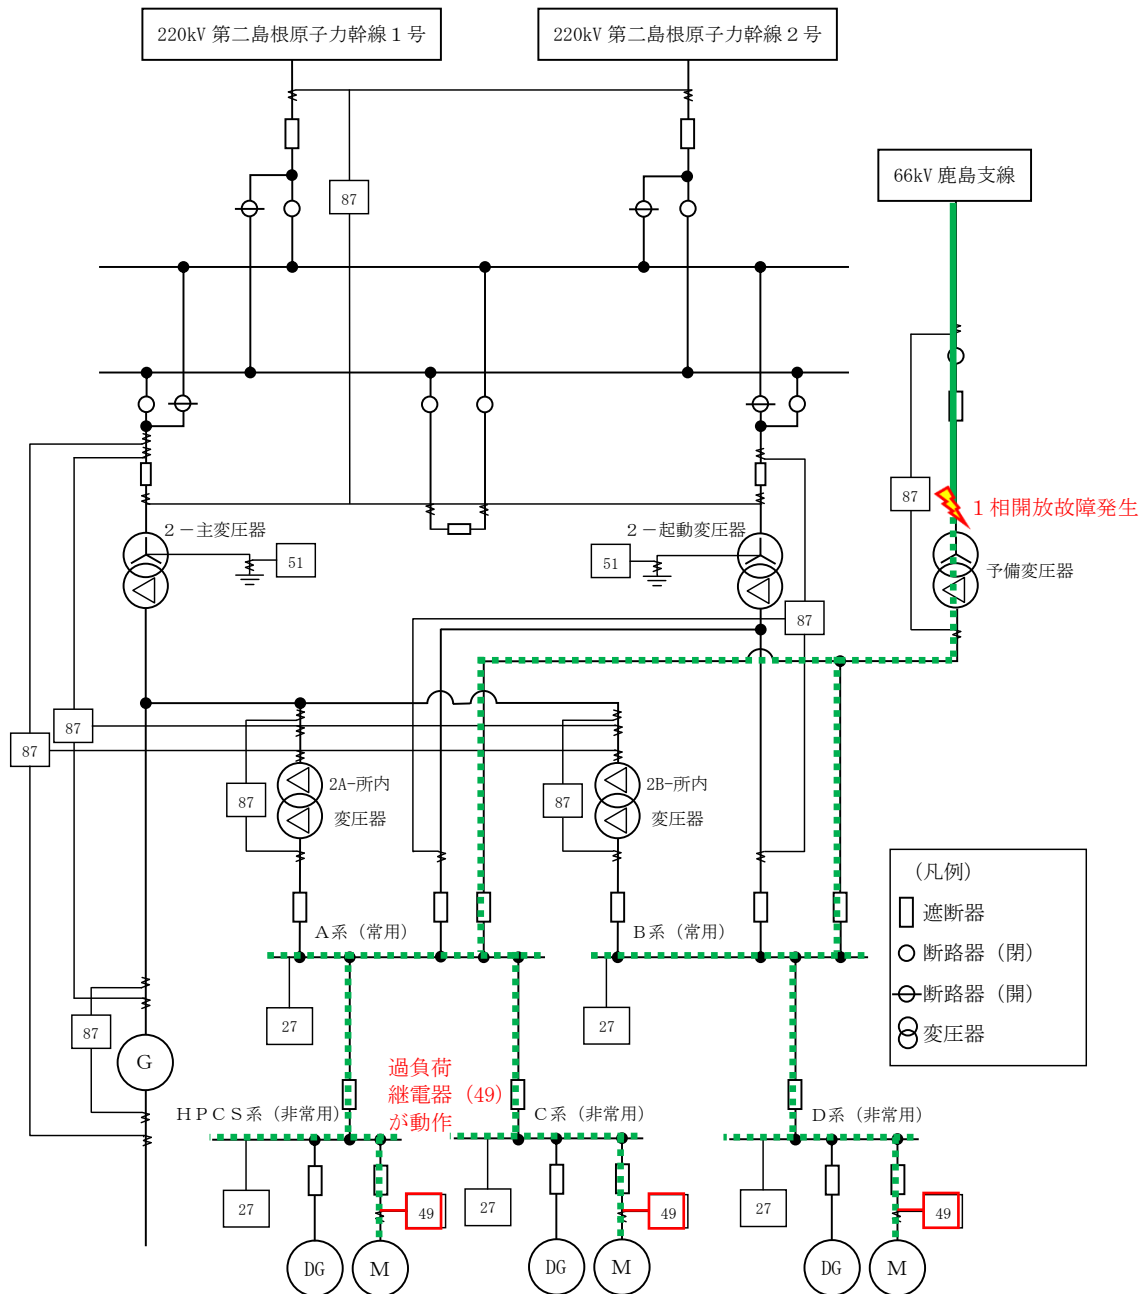 220kV 第二島根原子力幹線１号
220kV 第二島根原子力幹線２号
66kV 鹿島支線
87
87
１相開放故障発生
２－主変圧器
51
２－起動変圧器
51
予備変圧器
87
87
87
2A-所内
変圧器
87
2B-所内
変圧器
87
(凡例)
遮断器
断路器（閉）
断路器（開）
変圧器
Ａ系（常用）
Ｂ系（常用）
27
27
87
G
過負荷
継電器（49）
が動作
ＨＰＣＳ系（非常用）
Ｃ系（非常用）
Ｄ系（非常用）
27
49
27
49
27
49
DG
M
DG
M
DG
M